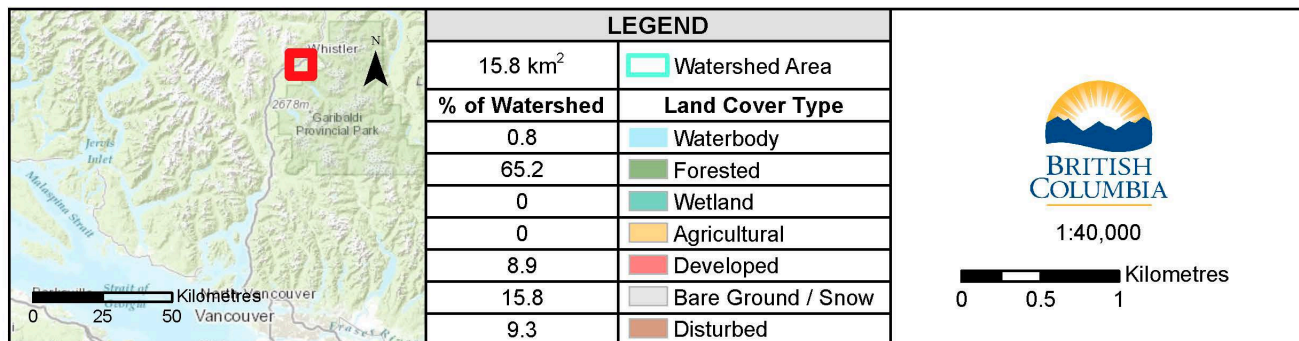 Whistler
N
2678m
Garibaldi
Provincial Park
Jervis
Inlet
Malaspina Strait
Strait of
Georgia
North Vancouver
Vancouver
Kilometres
0 25 50
LEGEND
15.8 km² Watershed Area
% of Watershed Land Cover Type
0.8 Waterbody
65.2 Forested
0 Wetland
0 Agricultural
8.9 Developed
15.8 Bare Ground / Snow
9.3 Disturbed
BRITISH
COLUMBIA
1:40,000
Kilometres
0 0.5 1